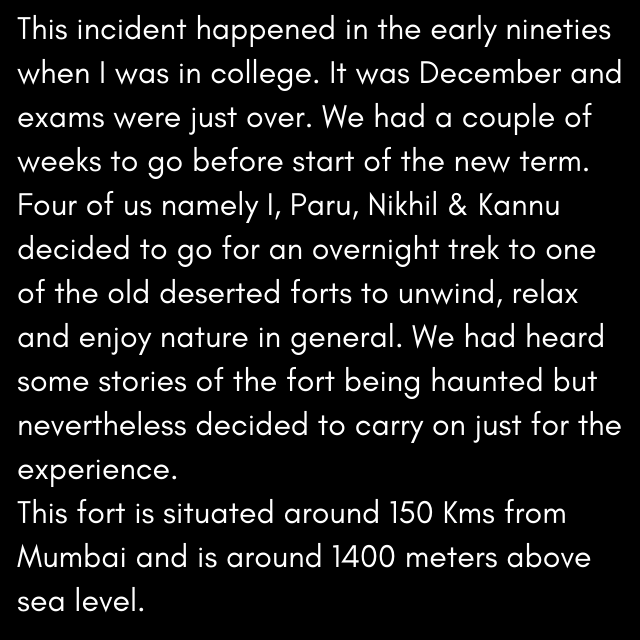 This incident happened in the early nineties
when I was in college. It was December and
exams were just over. We had a couple of
weeks to go before start of the new term.
Four of us namely I, Paru, Nikhil & Kannu
decided to go for an overnight trek to one
of the old deserted forts to unwind, relax
and enjoy nature in general. We had heard
some stories of the fort being haunted but
nevertheless decided to carry on just for the
experience.
This fort is situated around 150 Kms from
Mumbai and is around 1400 meters above
sea level.